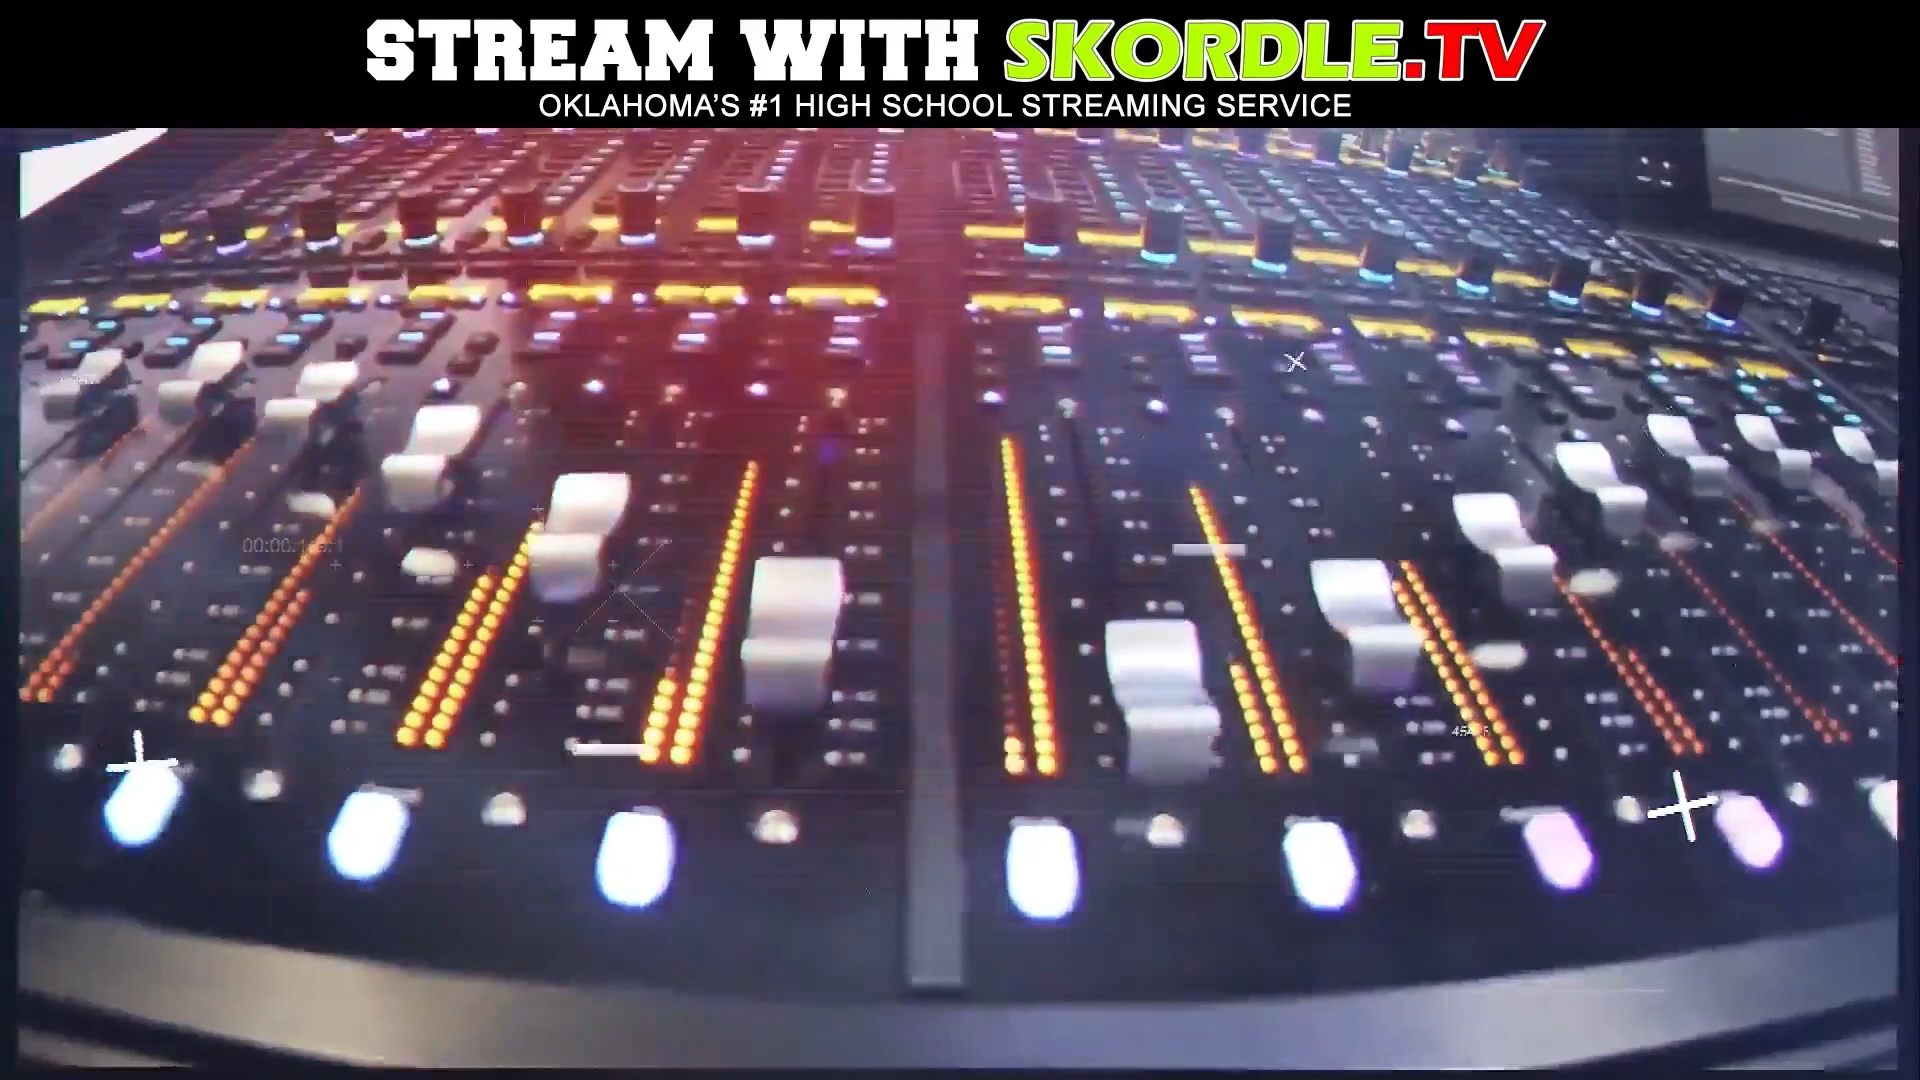 STREAM WITH SKORDLE.TV
OKLAHOMA'S #1 HIGH SCHOOL STREAMING SERVICE